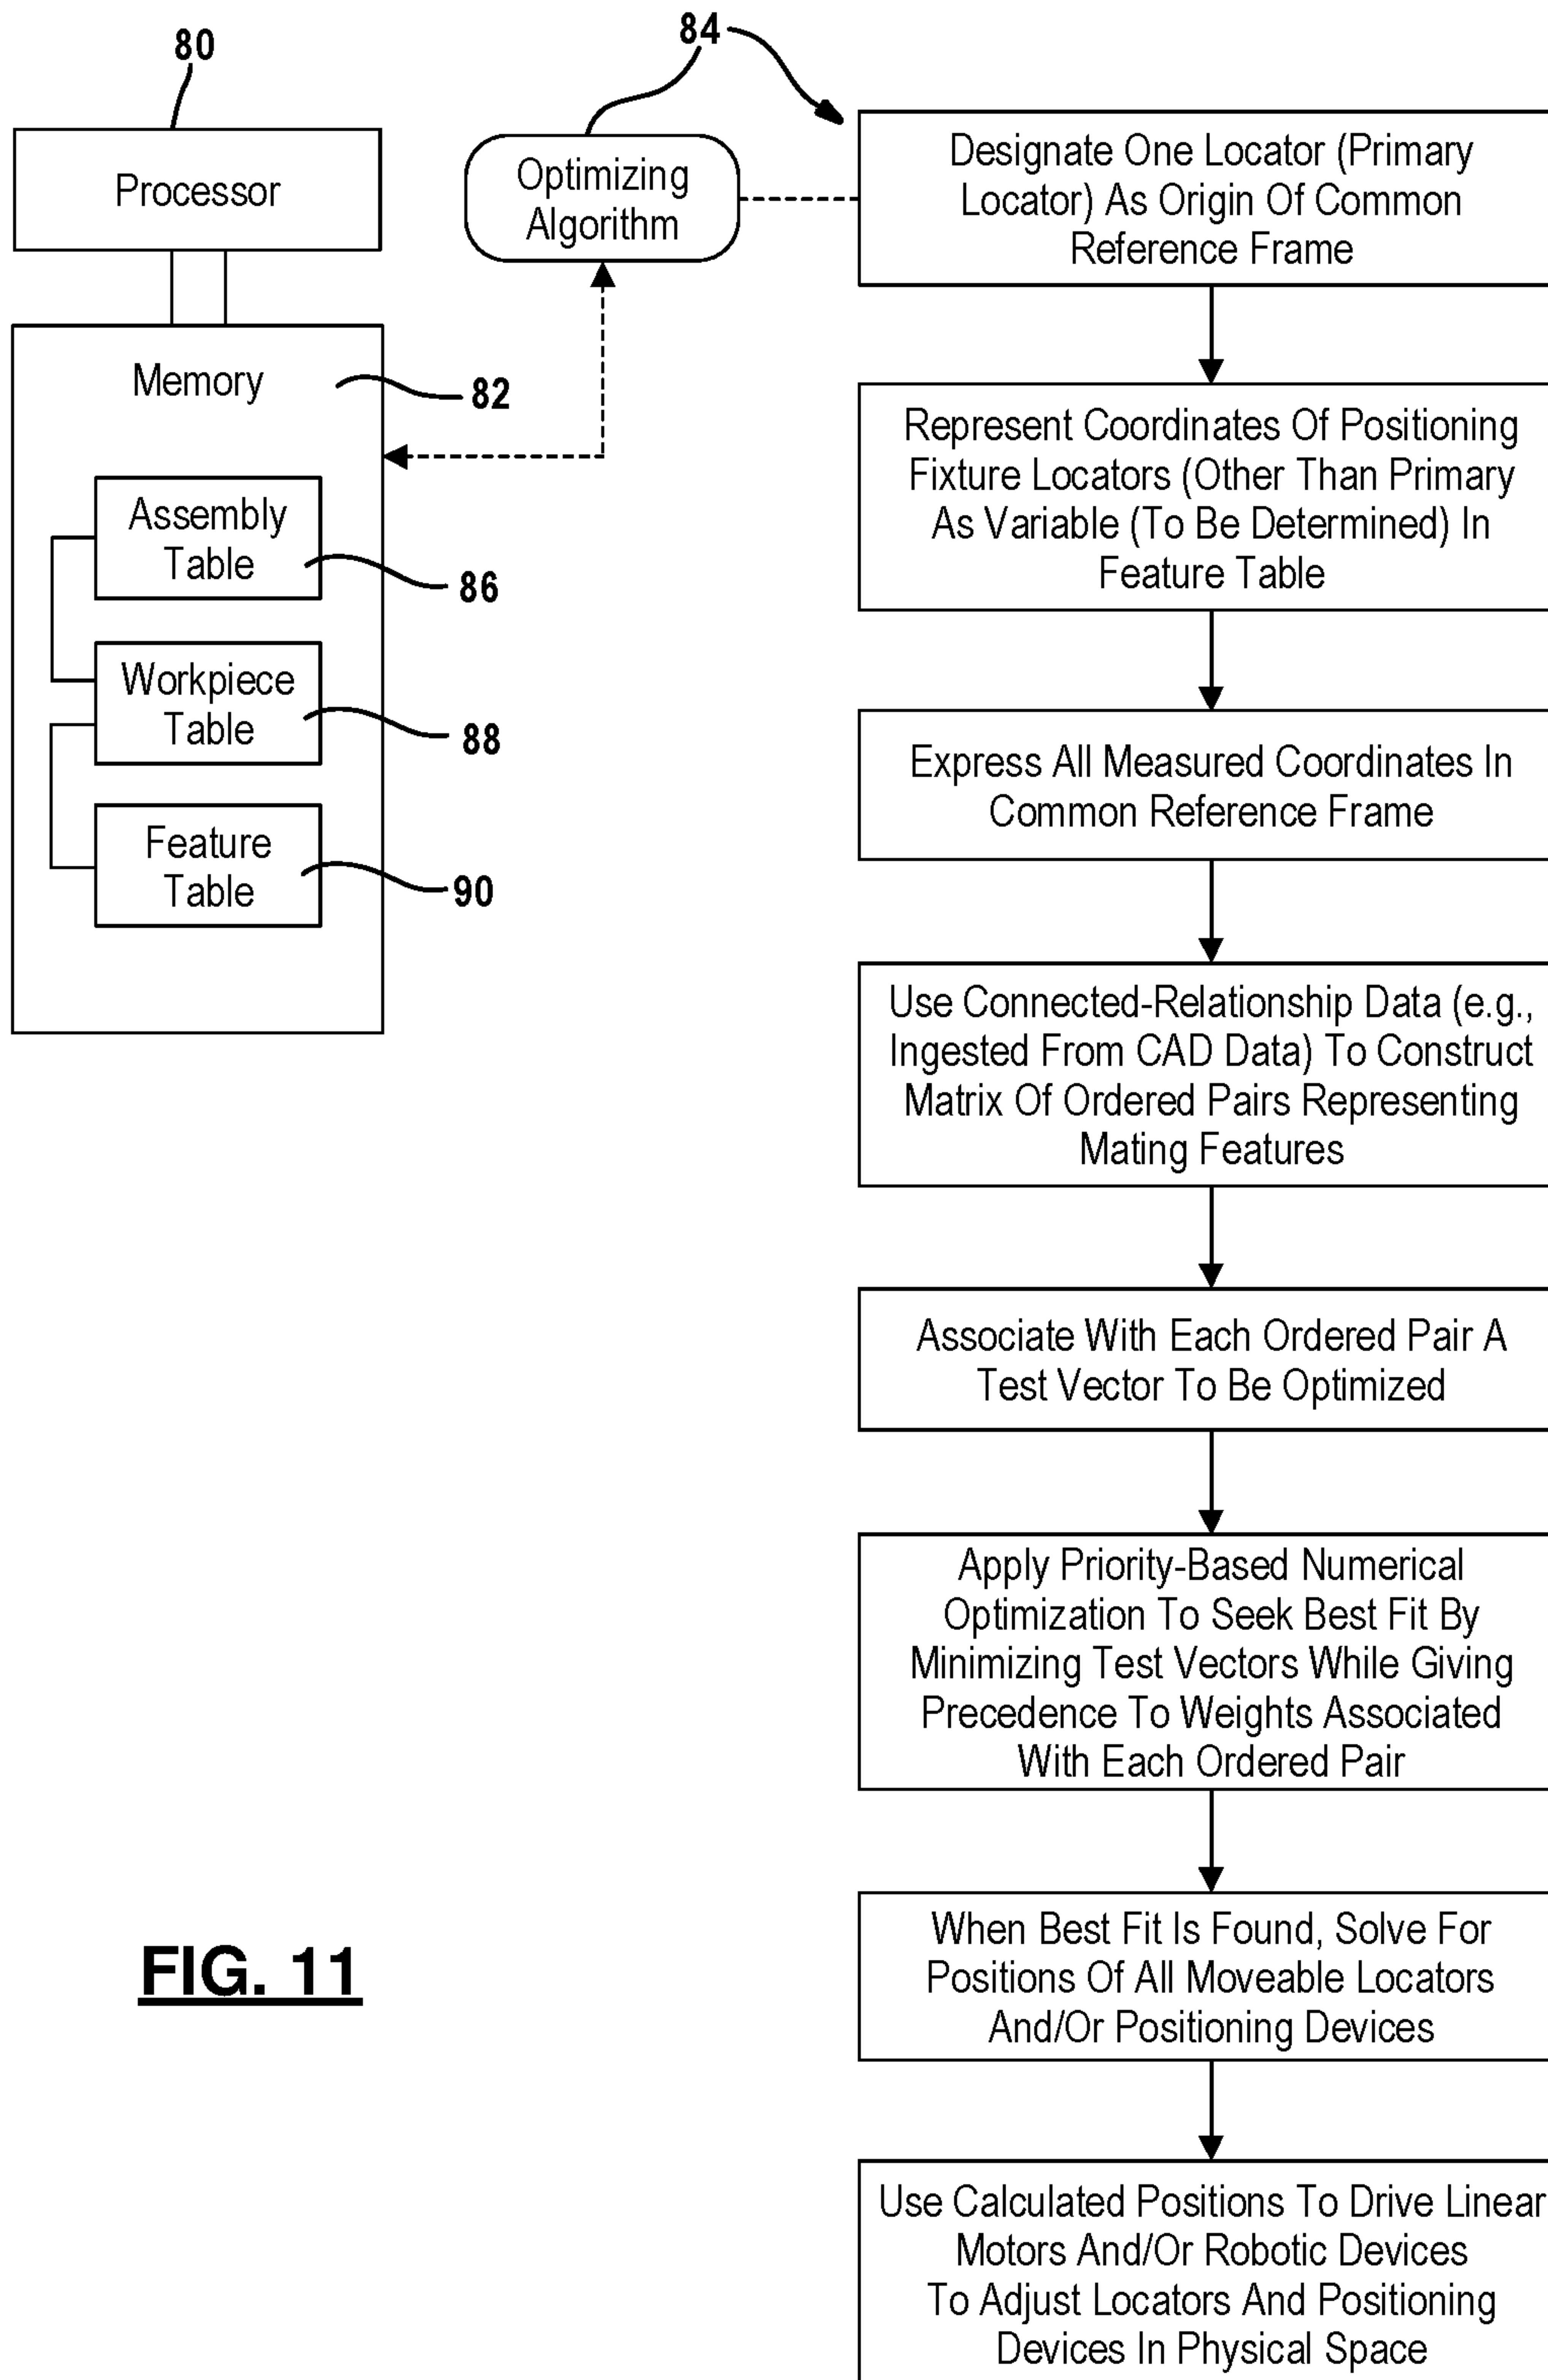 80
Processor
Memory
82
Assembly
Table
86
Workpiece
Table
88
Feature
Table
90
84
Optimizing
Algorithm
Designate One Locator (Primary
Locator) As Origin Of Common
Reference Frame
Represent Coordinates Of Positioning
Fixture Locators (Other Than Primary
As Variable (To Be Determined) In
Feature Table
Express All Measured Coordinates In
Common Reference Frame
Use Connected-Relationship Data (e.g.,
Ingested From CAD Data) To Construct
Matrix Of Ordered Pairs Representing
Mating Features
Associate With Each Ordered Pair A
Test Vector To Be Optimized
Apply Priority-Based Numerical
Optimization To Seek Best Fit By
Minimizing Test Vectors While Giving
Precedence To Weights Associated
With Each Ordered Pair
When Best Fit Is Found, Solve For
Positions Of All Moveable Locators
And/Or Positioning Devices
Use Calculated Positions To Drive Linear
Motors And/Or Robotic Devices
To Adjust Locators And Positioning
Devices In Physical Space
FIG. 11